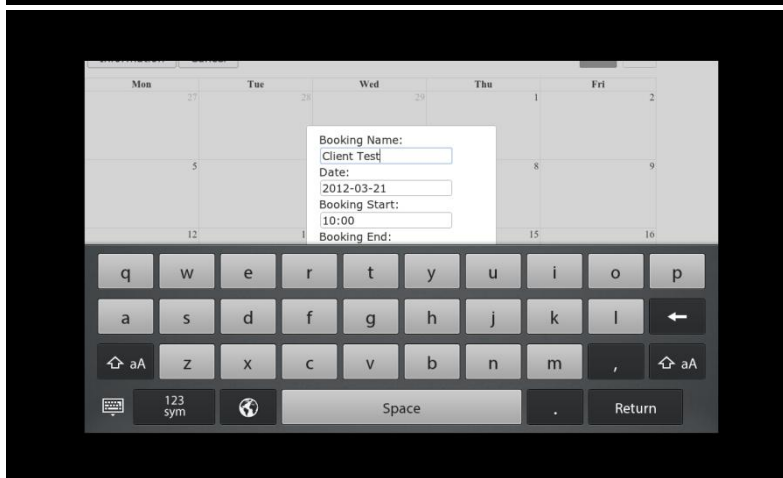 Mon Tue Wed Thu Fri
27 28 29 1 2
Booking Name:
Client Test
Date:
5 8 9
2012-03-21
Booking Start:
10:00
12 1 Booking End: 15 16
q w e r t y u i o p
a s d f g h j k l
aA z x c v b n m , aA
123
sym Space . Return